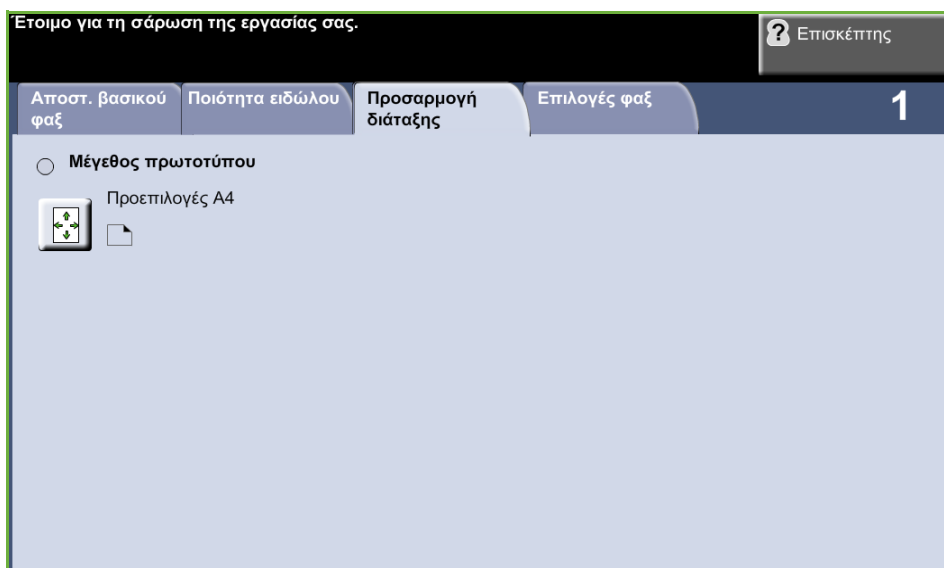 Έτοιμο για τη σάρωση της εργασίας σας.
Επισκέπτης
Αποστ. βασικού φαξ
Ποιότητα ειδώλου
Προσαρμογή διάταξης
Επιλογές φαξ
1
Μέγεθος πρωτοτύπου
Προεπιλογές A4